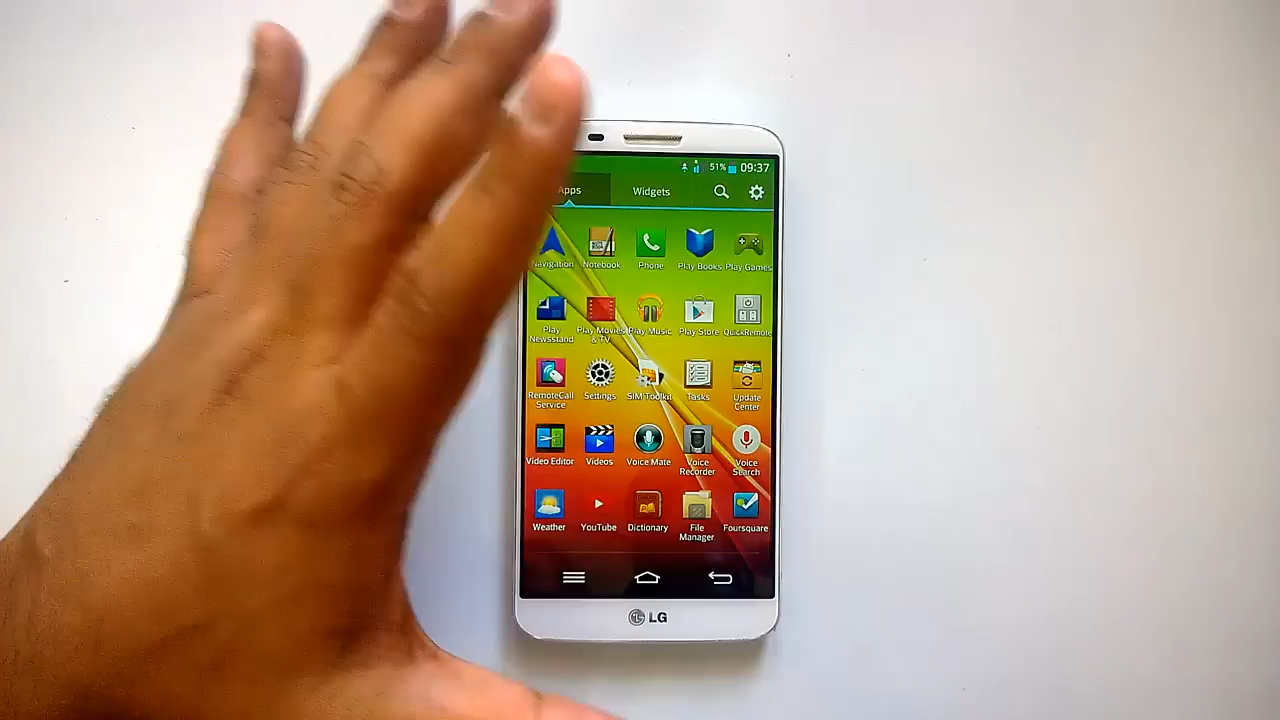 51% 09:37
Apps Widgets
Navigation Notebook Phone Play Books Play Games
Play Newsstand Play Movies & TV Play Music Play Store QuickRemote
RemoteCall Service Settings SIM Toolkit Tasks Update Center
Video Editor Videos Voice Mate Voice Recorder Voice Search
Weather YouTube Dictionary File Manager Foursquare
LG